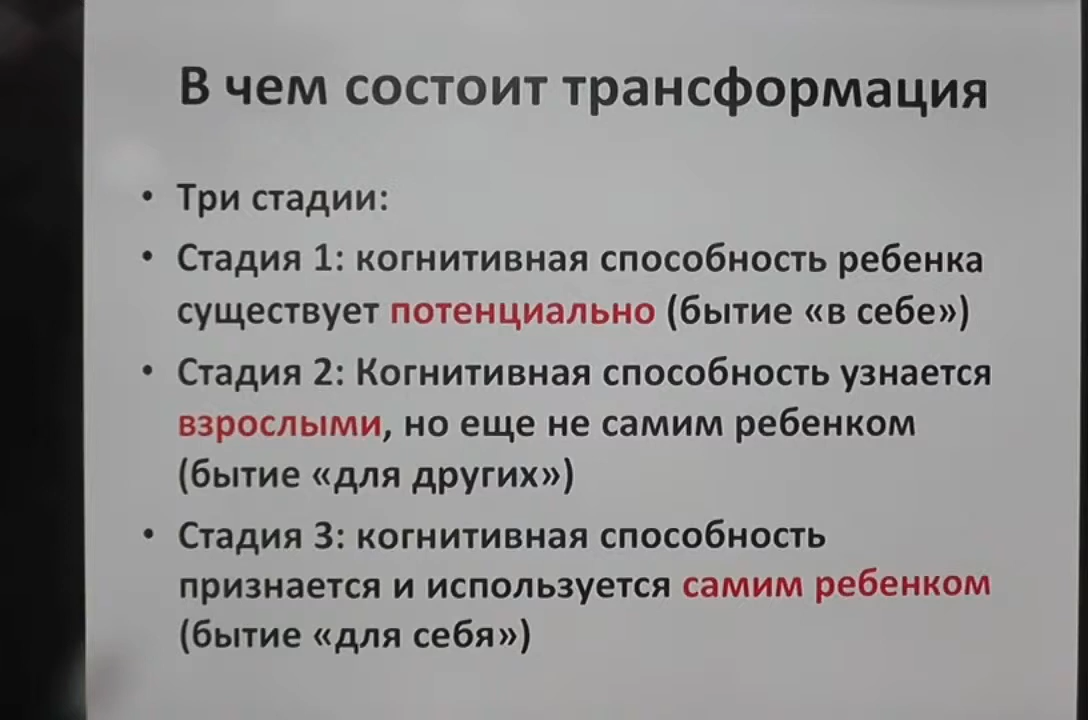 В чем состоит трансформация
• Три стадии:
• Стадия 1: когнитивная способность ребенка
существует потенциально (бытие «в себе»)
• Стадия 2: Когнитивная способность узнается
взрослыми, но еще не самим ребенком
(бытие «для других»)
• Стадия 3: когнитивная способность
признается и используется самим ребенком
(бытие «для себя»)